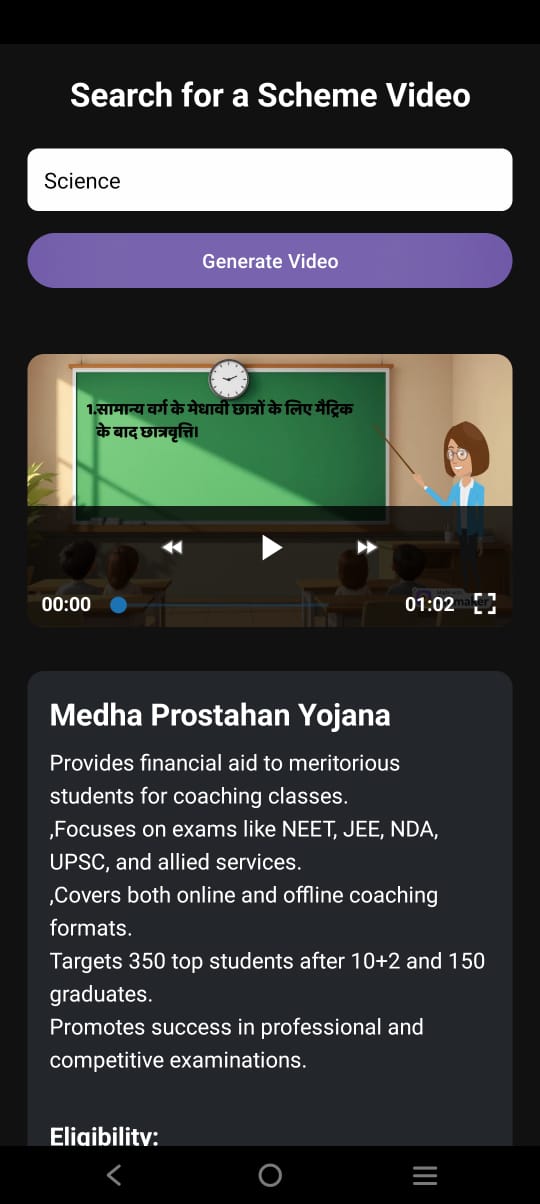 Search for a Scheme Video
Science
Generate Video
1.सामान्य वर्ग के मेधावी छात्रों के लिए मैट्रिक
के बाद छात्रवृत्ति।
00:00
01:02
maker
Medha Prostahan Yojana
Provides financial aid to meritorious
students for coaching classes.
,Focuses on exams like NEET, JEE, NDA,
UPSC, and allied services.
,Covers both online and offline coaching
formats.
Targets 350 top students after 10+2 and 150
graduates.
Promotes success in professional and
competitive examinations.
Eligibility: